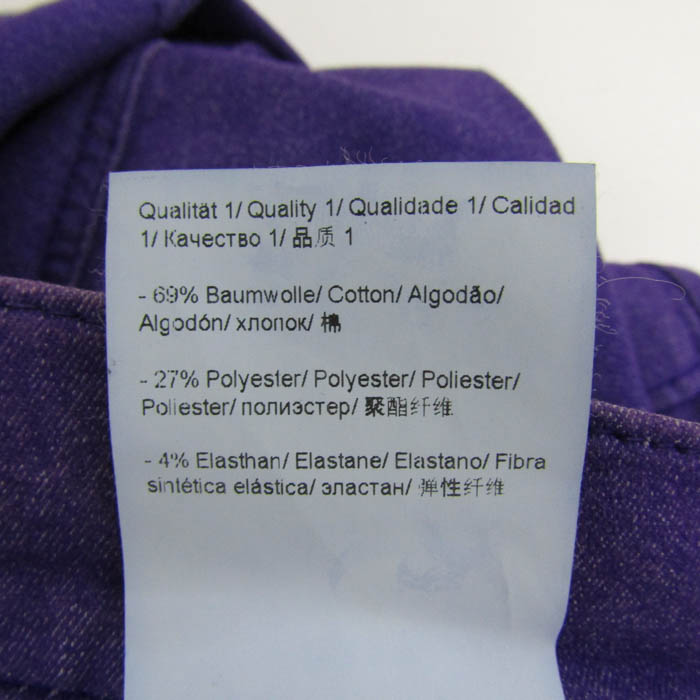 Qualität 1/ Quality 1/ Qualidade 1/ Calidad
1/ Качество 1/ 品质 1
- 69% Baumwolle/ Cotton/ Algodão/
Algodón/ хлопок/ 棉
- 27% Polyester/ Polyester/ Poliester/
Poliester/ полиэстер/ 聚酯纤维
- 4% Elasthan/ Elastane/ Elastano/ Fibra
sintética elástica/ эластан/ 弹性纤维